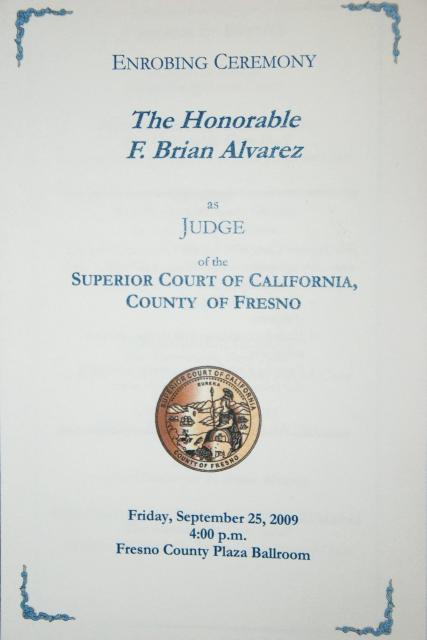 ENROBING CEREMONY
The Honorable
F. Brian Alvarez
as
JUDGE
of the
SUPERIOR COURT OF CALIFORNIA,
COUNTY OF FRESNO
SUPERIOR COURT OF CALIFORNIA
EUREKA
COUNTY OF FRESNO
Friday, September 25, 2009
4:00 p.m.
Fresno County Plaza Ballroom